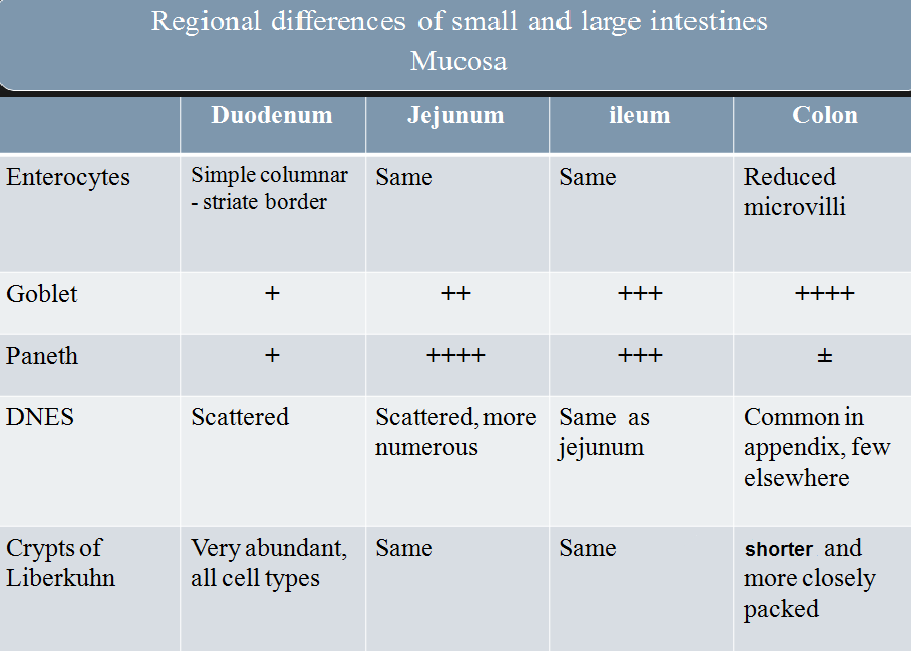 Regional differences of small and large intestines
Mucosa
Duodenum Jejunum ileum Colon
Enterocytes
Simple columnar
- striate border
Same
Same
Reduced
microvilli
Goblet + ++ +++ ++++
Paneth + ++++ +++ ±
DNES
Scattered
Scattered, more
numerous
Same as
jejunum
Common in
appendix, few
elsewhere
Crypts of
Liberkuhn
Very abundant,
all cell types
Same
Same
shorter and
more closely
packed